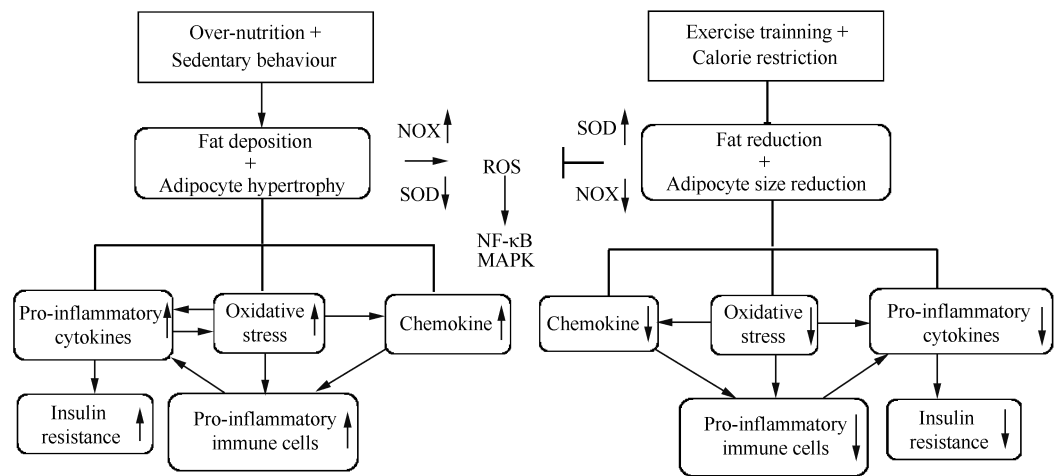 Over-nutrition +
Sedentary behaviour
Exercise trainning +
Calorie restriction
Fat deposition
+
Adipocyte hypertrophy
NOX
SOD
ROS
NF-κB
MAPK
SOD
NOX
Fat reduction
+
Adipocyte size reduction
Pro-inflammatory
cytokines
Oxidative
stress
Chemokine
Insulin
resistance
Pro-inflammatory
immune cells
Chemokine
Oxidative
stress
Pro-inflammatory
cytokines
Pro-inflammatory
immune cells
Insulin
resistance